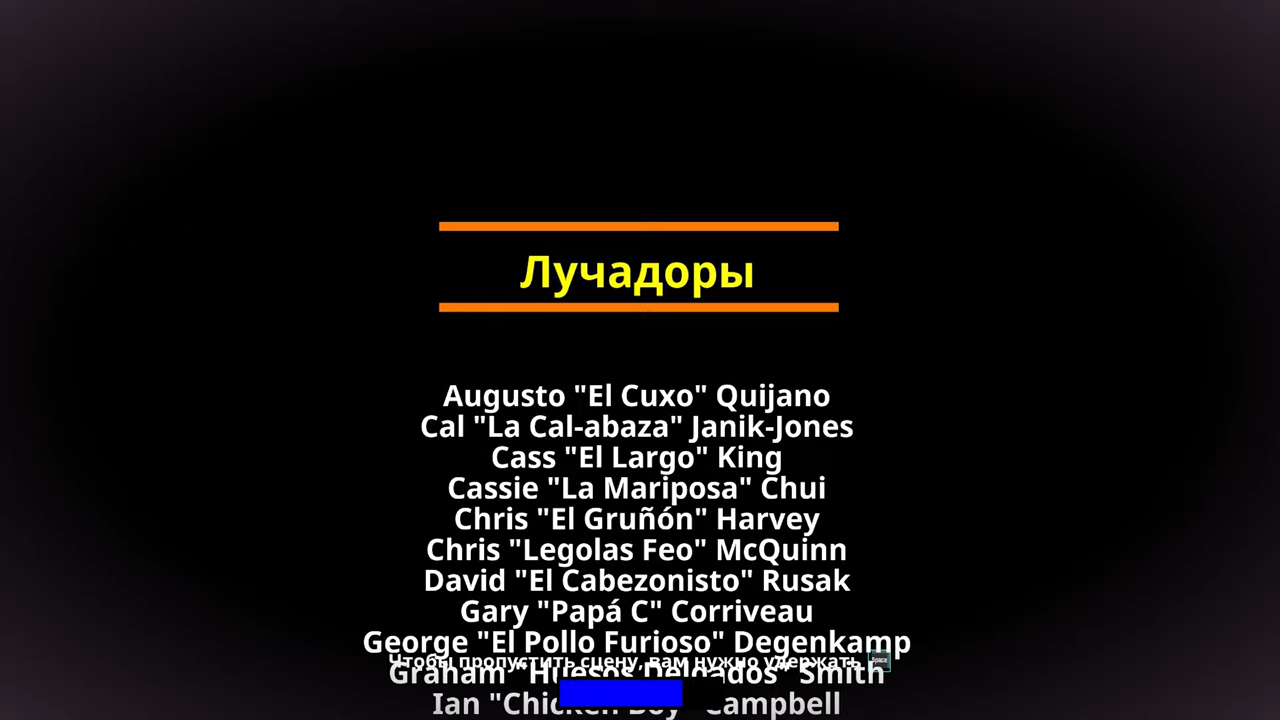 Лучадоры
Augusto "El Cuxo" Quijano
Cal "La Cal-abaza" Janik-Jones
Cass "El Largo" King
Cassie "La Mariposa" Chui
Chris "El Gruñón" Harvey
Chris "Legolas Feo" McQuinn
David "El Cabezonisto" Rusak
Gary "Papá C" Corriveau
George "El Pollo Furioso" Degenkamp
Чтобы пропустить сцену, вам нужно удержать Space
Graham "Huesos Delgados" Smith
Ian "Chicken Boy" Campbell